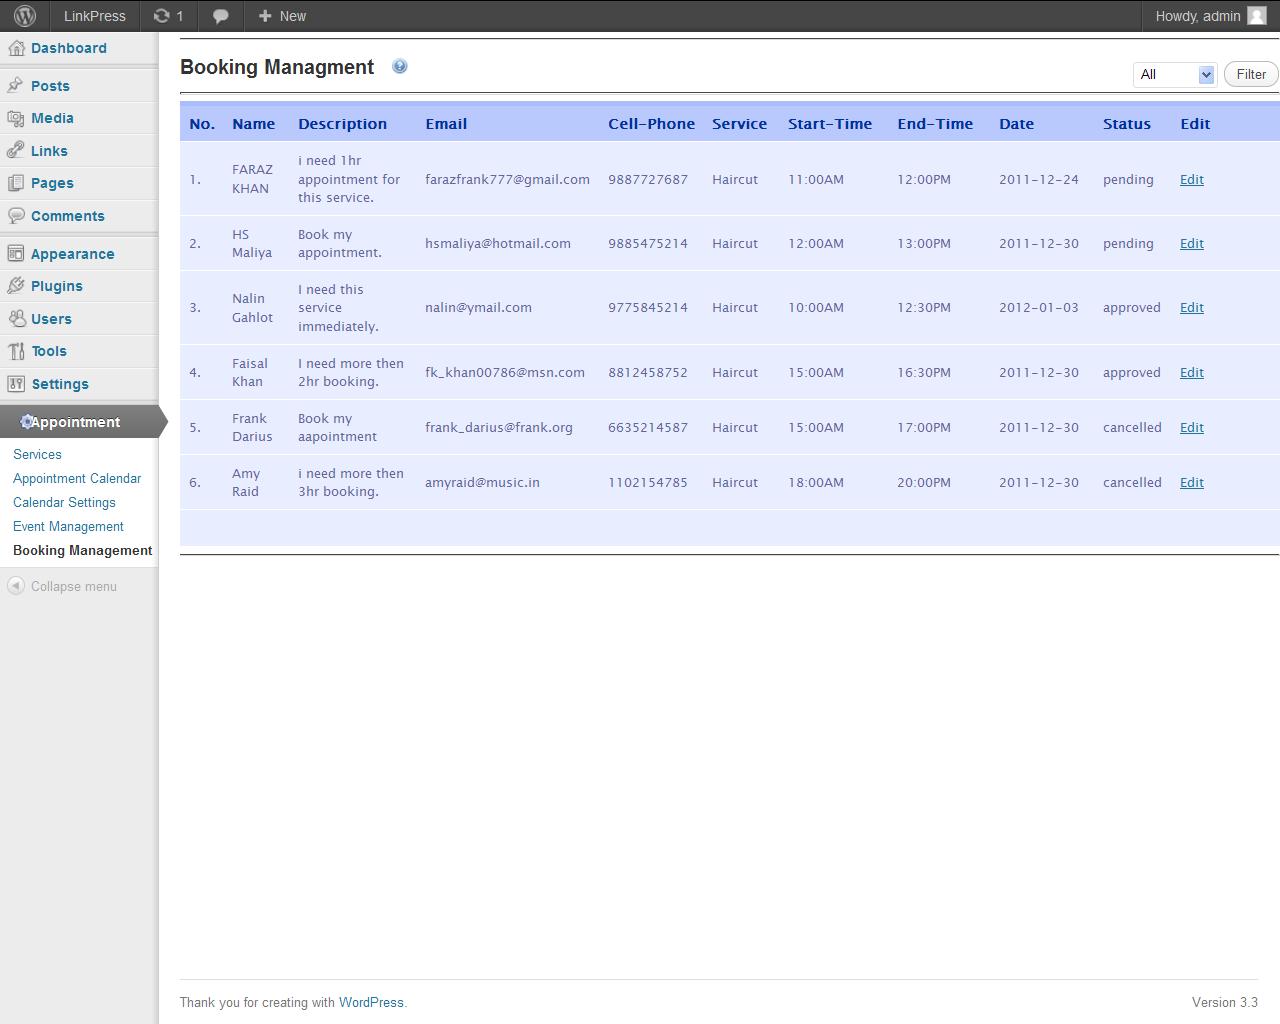 LinkPress 1 + New Howdy, admin
Dashboard
Posts
Media
Links
Pages
Comments
Appearance
Plugins
Users
Tools
Settings
Appointment
Services
Appointment Calendar
Calendar Settings
Event Management
Booking Management
Collapse menu
Booking Managment ? All Filter
No. Name Description Email Cell-Phone Service Start-Time End-Time Date Status Edit
1. FARAZ KHAN i need 1hr appointment for this service. farazfrank777@gmail.com 9887727687 Haircut 11:00AM 12:00PM 2011-12-24 pending Edit
2. HS Maliya Book my appointment. hsmaliya@hotmail.com 9885475214 Haircut 12:00AM 13:00PM 2011-12-30 pending Edit
3. Nalin Gahlot I need this service immediately. nalin@ymail.com 9775845214 Haircut 10:00AM 12:30PM 2012-01-03 approved Edit
4. Faisal Khan I need more then 2hr booking. fk_khan00786@msn.com 8812458752 Haircut 15:00AM 16:30PM 2011-12-30 approved Edit
5. Frank Darius Book my aapointment frank_darius@frank.org 6635214587 Haircut 15:00AM 17:00PM 2011-12-30 cancelled Edit
6. Amy Raid i need more then 3hr booking. amyraid@music.in 1102154785 Haircut 18:00AM 20:00PM 2011-12-30 cancelled Edit
Thank you for creating with WordPress. Version 3.3